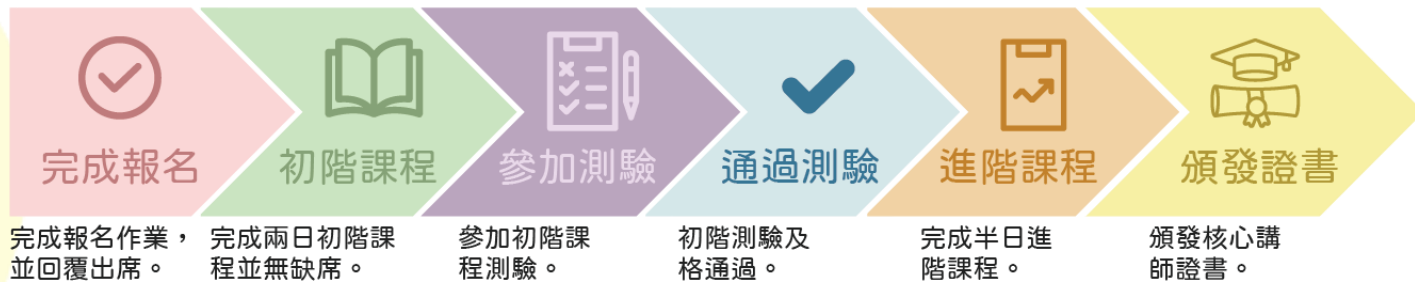 完成報名
初階課程
參加測驗
通過測驗
進階課程
頒發證書
完成報名作業，
並回覆出席。
完成兩日初階課
程並無缺席。
參加初階課
程測驗。
初階測驗及
格通過。
完成半日進
階課程。
頒發核心講
師證書。